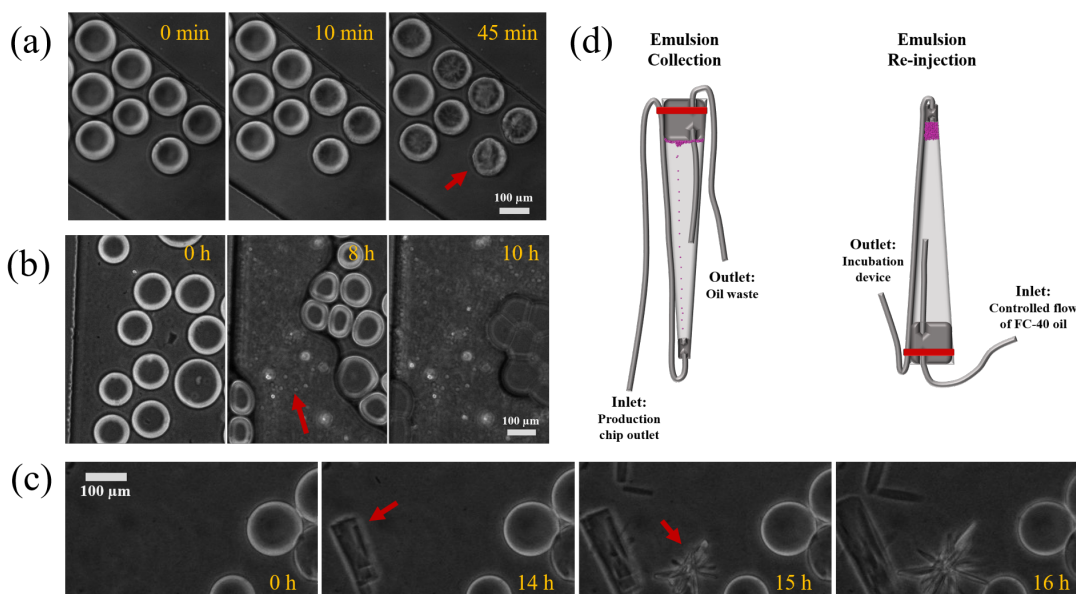 (a)
0 min
10 min
45 min
100 µm
(b)
0 h
8 h
10 h
100 µm
(c)
100 µm
0 h
14 h
15 h
16 h
(d)
Emulsion
Collection
Outlet:
Oil waste
Inlet:
Production
chip outlet
Emulsion
Re-injection
Outlet:
Incubation
device
Inlet:
Controlled flow
of FC-40 oil